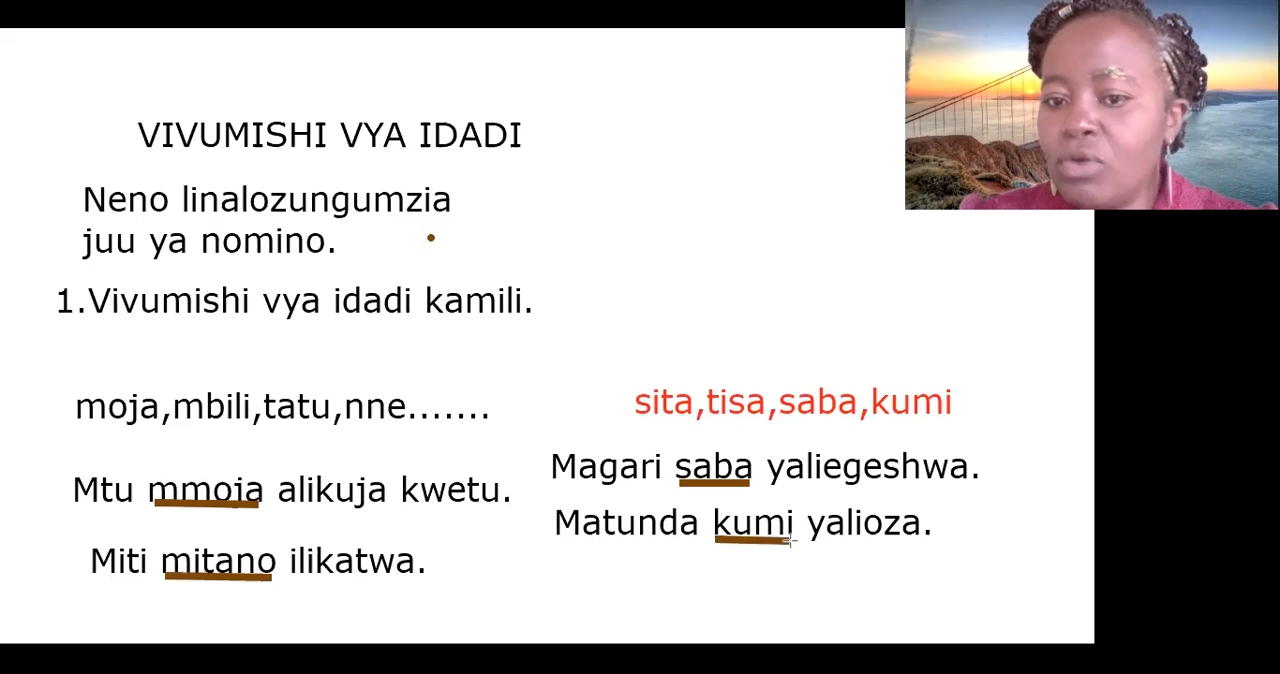 VIVUMISHI VYA IDADI
Neno linalozungumzia
juu ya nomino.
1.Vivumishi vya idadi kamili.
moja,mbili,tatu,nne.......
Mtu mmoja alikuja kwetu.
Miti mitano ilikatwa.
sita,tisa,saba,kumi
Magari saba yaliegeshwa.
Matunda kumi yalioza.